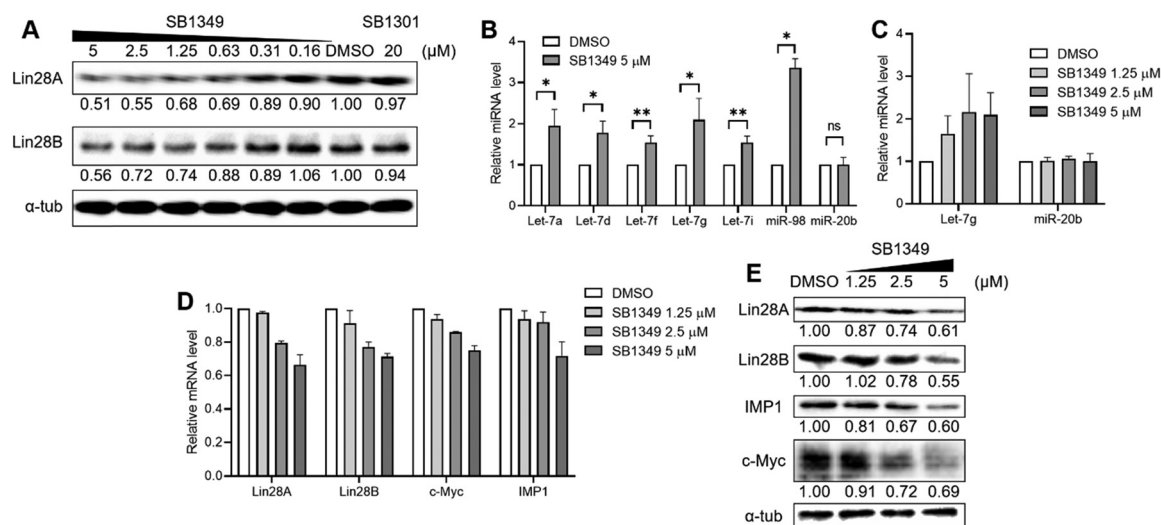 A
SB1349 SB1301
5 2.5 1.25 0.63 0.31 0.16 DMSO 20 (μM)
Lin28A
0.51 0.55 0.68 0.69 0.89 0.90 1.00 0.97
Lin28B
0.56 0.72 0.74 0.88 0.89 1.06 1.00 0.94
α-tub
B
DMSO
SB1349 5 μM
Relative miRNA level
4
3
2
1
0
* * ** * ** * ns
Let-7a Let-7d Let-7f Let-7g Let-7i miR-98 miR-20b
C
DMSO
SB1349 1.25 μM
SB1349 2.5 μM
SB1349 5 μM
Relative miRNA level
4
3
2
1
0
Let-7g miR-20b
D
DMSO
SB1349 1.25 μM
SB1349 2.5 μM
SB1349 5 μM
Relative mRNA level
1.0
0.8
0.6
0.4
0.2
0.0
Lin28A Lin28B c-Myc IMP1
E
SB1349
DMSO 1.25 2.5 5 (μM)
Lin28A
1.00 0.87 0.74 0.61
Lin28B
1.00 1.02 0.78 0.55
IMP1
1.00 0.81 0.67 0.60
c-Myc
1.00 0.91 0.72 0.69
α-tub